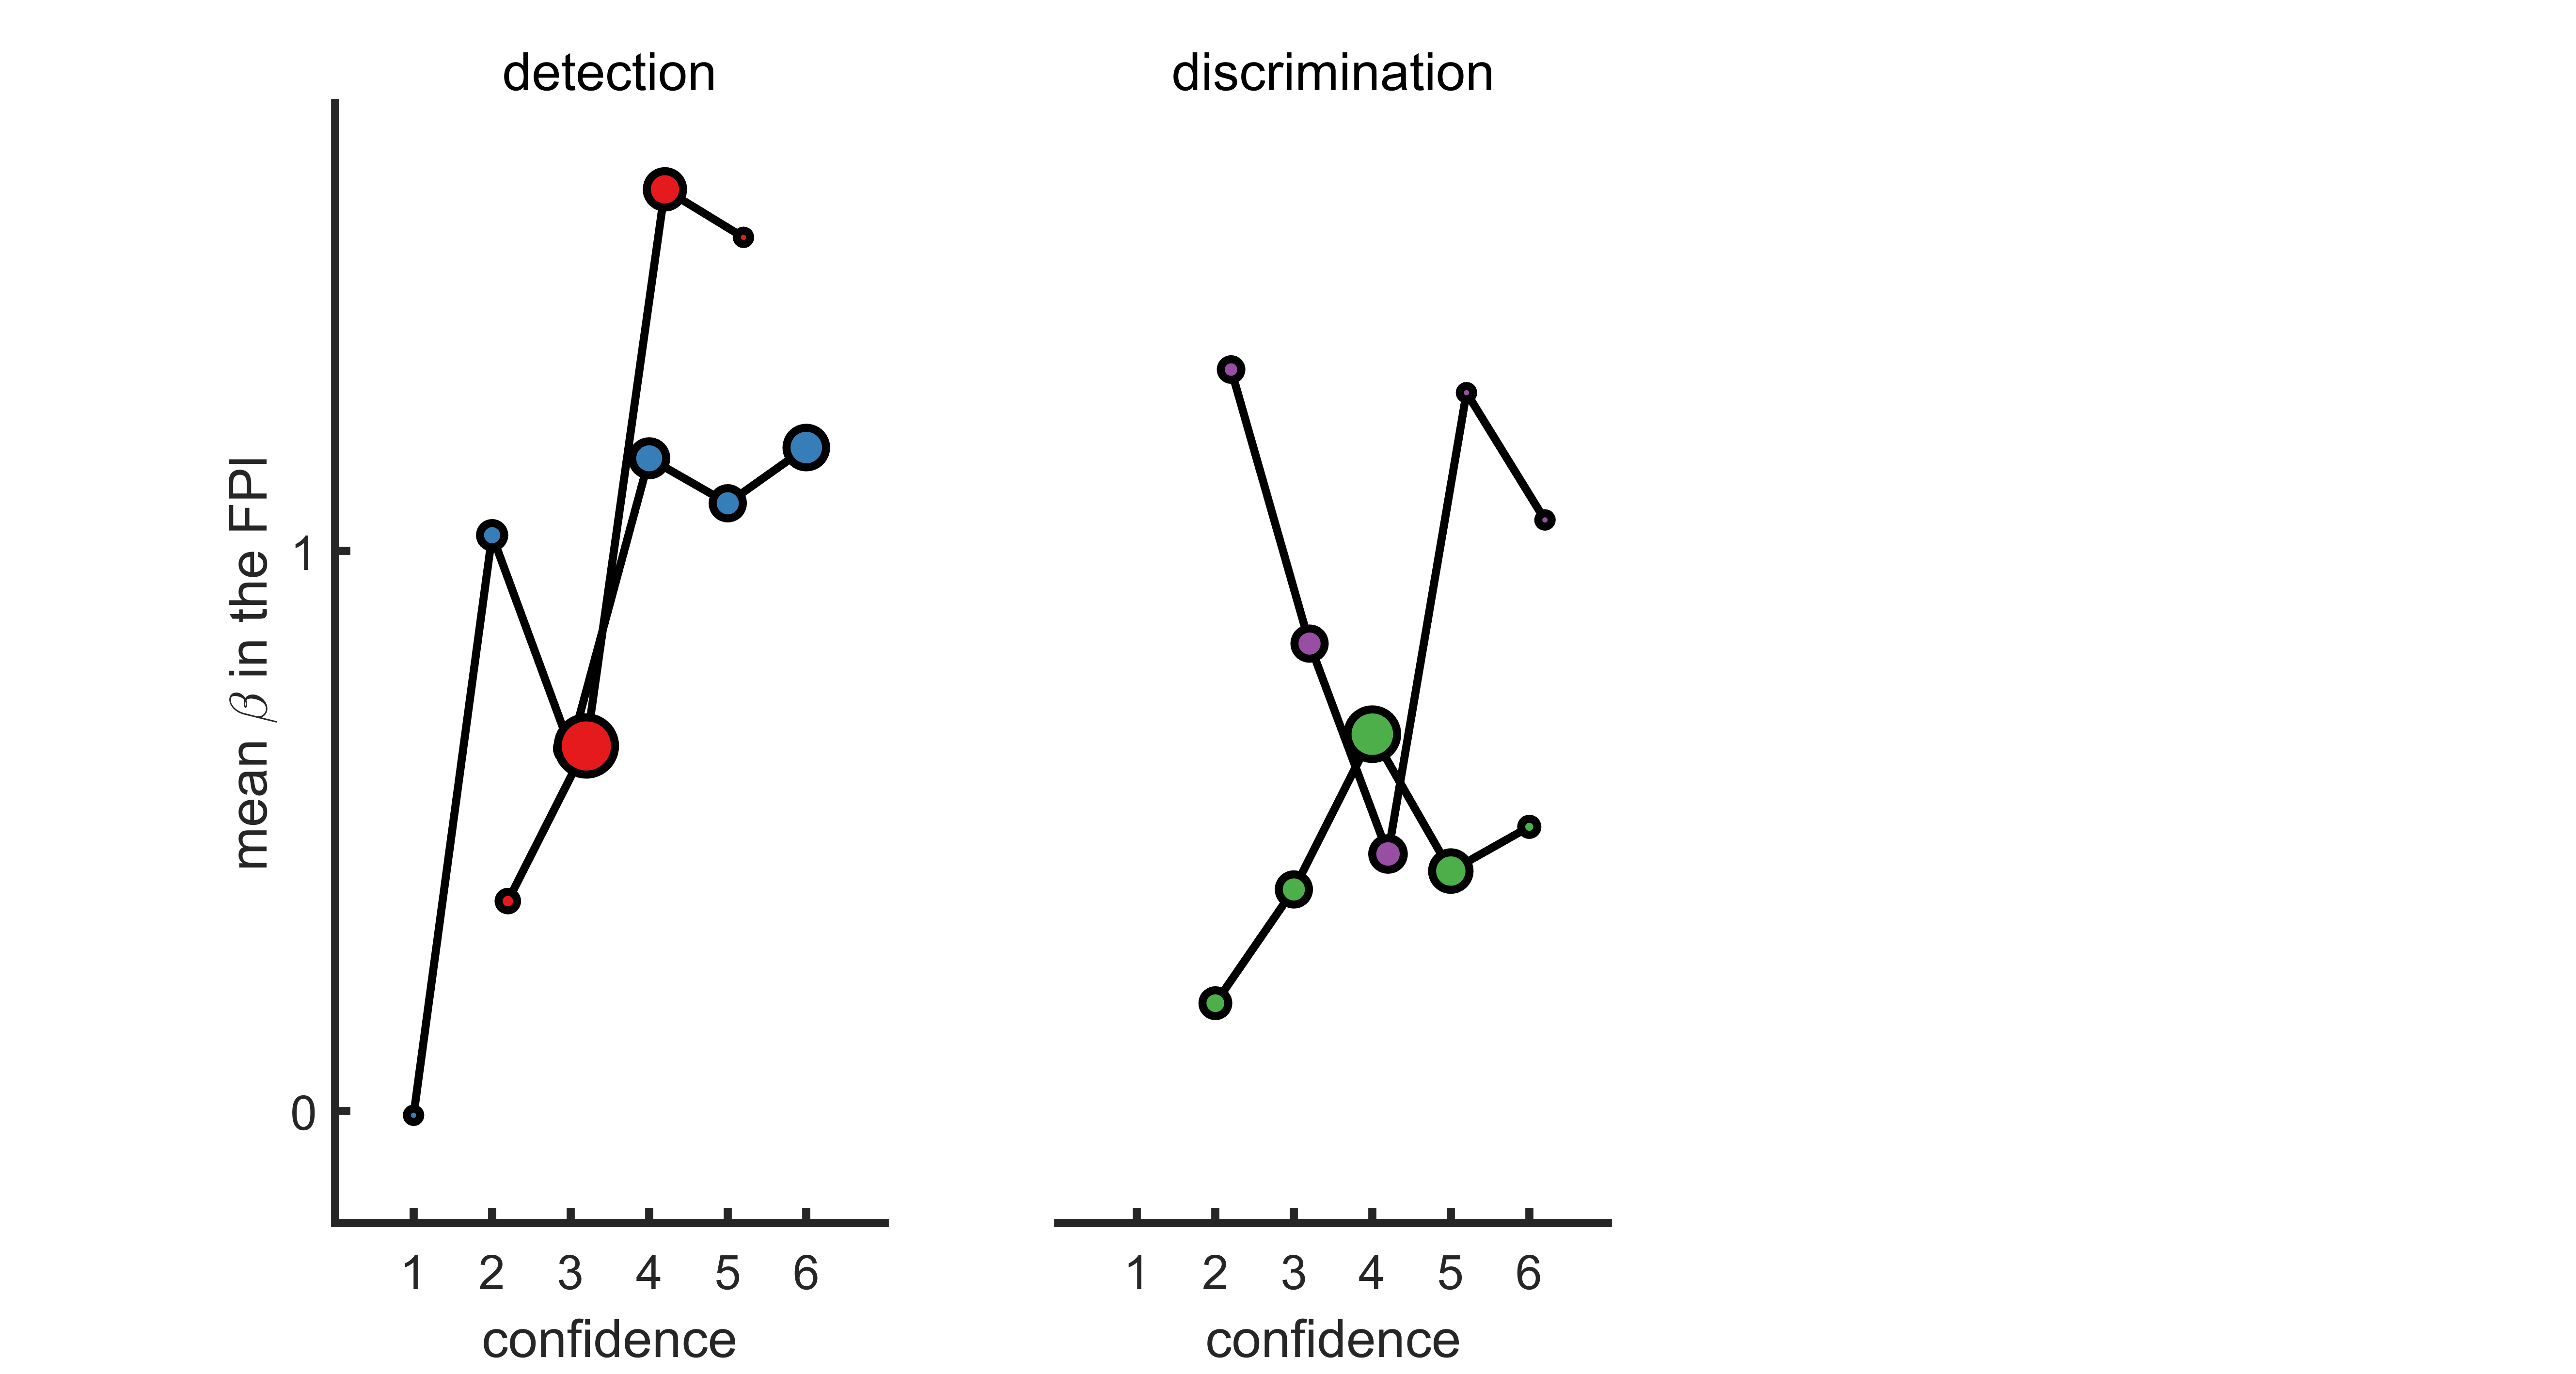 detection
discrimination
mean β in the FPI
1
0
1 2 3 4 5 6
1 2 3 4 5 6
confidence
confidence